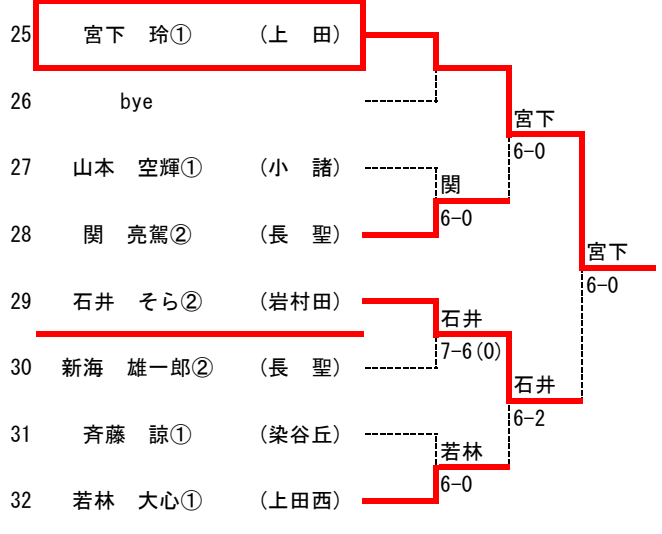 25 宮下 玲① (上 田)
26 bye
宮下
6-0
27 山本 空輝① (小 諸)
関
6-0
28 関 亮駕② (長 聖)
宮下
6-0
29 石井 そら② (岩村田)
石井
7-6(0)
30 新海 雄一郎② (長 聖)
石井
6-2
31 斉藤 諒① (染谷丘)
若林
6-0
32 若林 大心① (上田西)